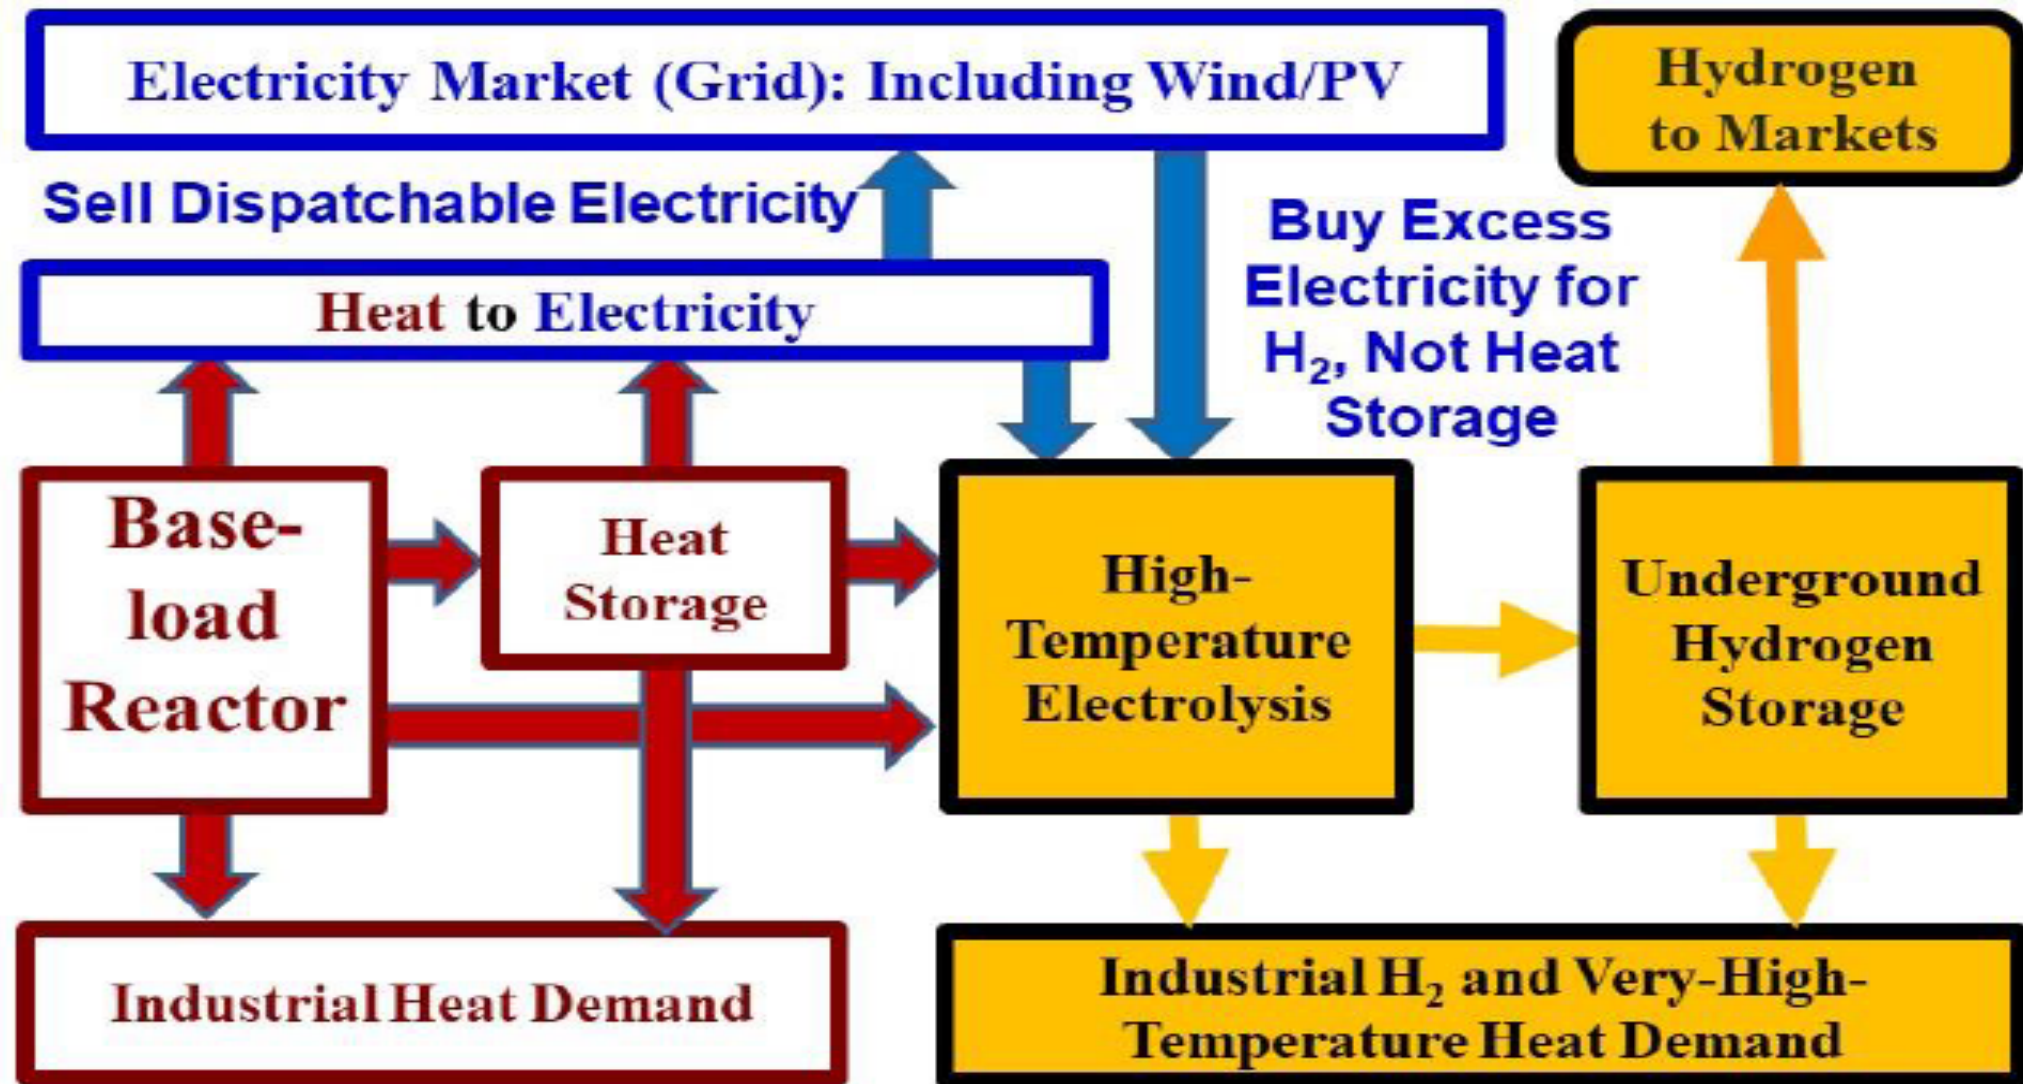 Electricity Market (Grid): Including Wind/PV
Hydrogen
to Markets
Sell Dispatchable Electricity
Buy Excess
Electricity for
H₂, Not Heat
Storage
Heat to Electricity
Base-
load
Reactor
Heat
Storage
High-
Temperature
Electrolysis
Underground
Hydrogen
Storage
Industrial Heat Demand
Industrial H₂ and Very-High-
Temperature Heat Demand